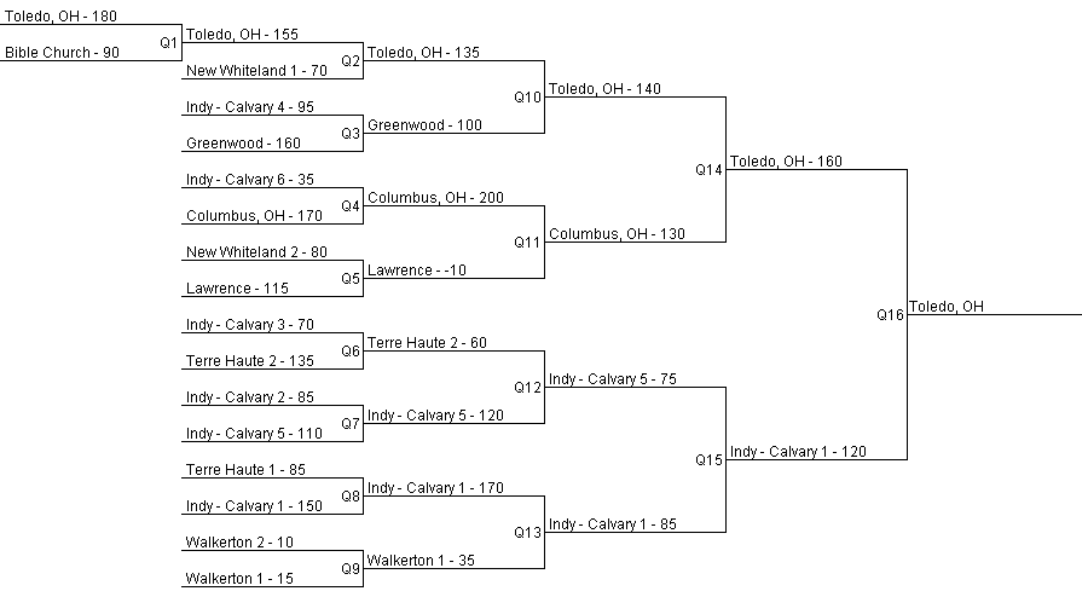 Toledo, OH - 180
Bible Church - 90
Q1
Toledo, OH - 155
New Whiteland 1 - 70
Q2
Toledo, OH - 135
Indy - Calvary 4 - 95
Greenwood - 160
Q3
Greenwood - 100
Q10
Toledo, OH - 140
Indy - Calvary 6 - 35
Columbus, OH - 170
Q4
Columbus, OH - 200
New Whiteland 2 - 80
Lawrence - 115
Q5
Lawrence - -10
Q11
Columbus, OH - 130
Q14
Toledo, OH - 160
Indy - Calvary 3 - 70
Terre Haute 2 - 135
Q6
Terre Haute 2 - 60
Indy - Calvary 2 - 85
Indy - Calvary 5 - 110
Q7
Indy - Calvary 5 - 120
Q12
Indy - Calvary 5 - 75
Terre Haute 1 - 85
Indy - Calvary 1 - 150
Q8
Indy - Calvary 1 - 170
Walkerton 2 - 10
Walkerton 1 - 15
Q9
Walkerton 1 - 35
Q13
Indy - Calvary 1 - 85
Q15
Indy - Calvary 1 - 120
Q16
Toledo, OH